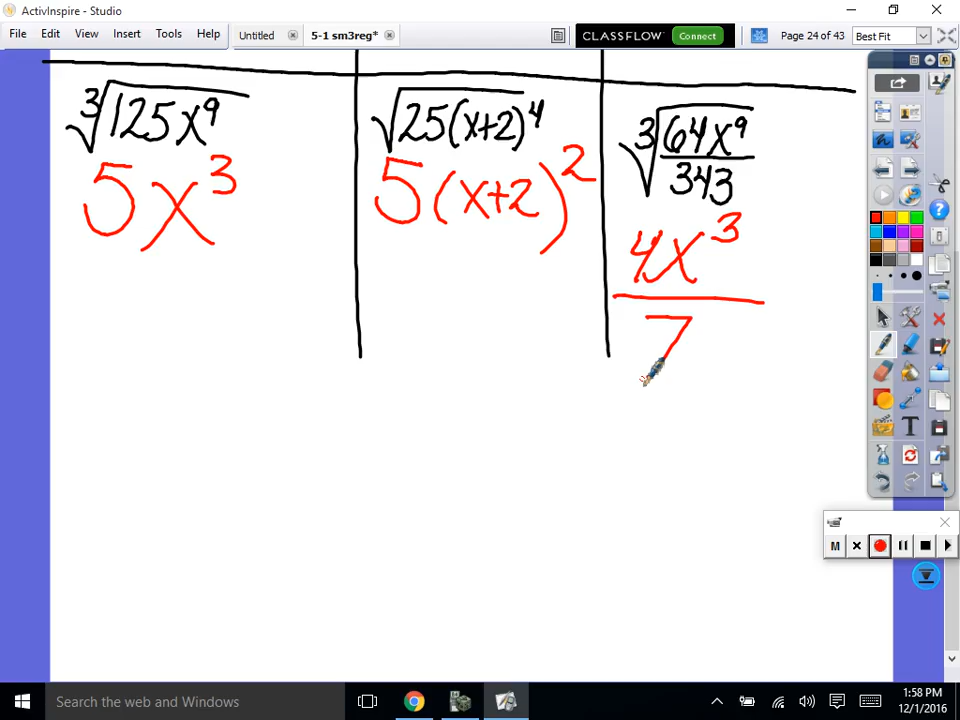 ActivInspire - Studio
File Edit View Insert Tools Help Untitled 5-1 sm3reg* CLASSFLOW Connect Page 24 of 43 Best Fit
∛125x⁹ √25(x+2)⁴ ∛64x⁹/343
5x³ 5(x+2)² 4x³/7
M
Search the web and Windows
1:58 PM
12/1/2016